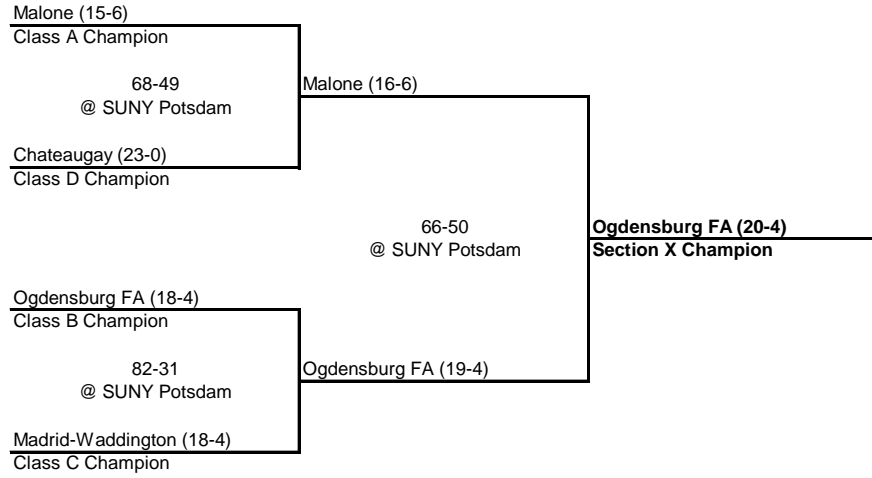 Malone (15-6)
Class A Champion
68-49
@ SUNY Potsdam
Malone (16-6)
Chateaugay (23-0)
Class D Champion
66-50
@ SUNY Potsdam
Ogdensburg FA (20-4)
Section X Champion
Ogdensburg FA (18-4)
Class B Champion
82-31
@ SUNY Potsdam
Ogdensburg FA (19-4)
Madrid-Waddington (18-4)
Class C Champion